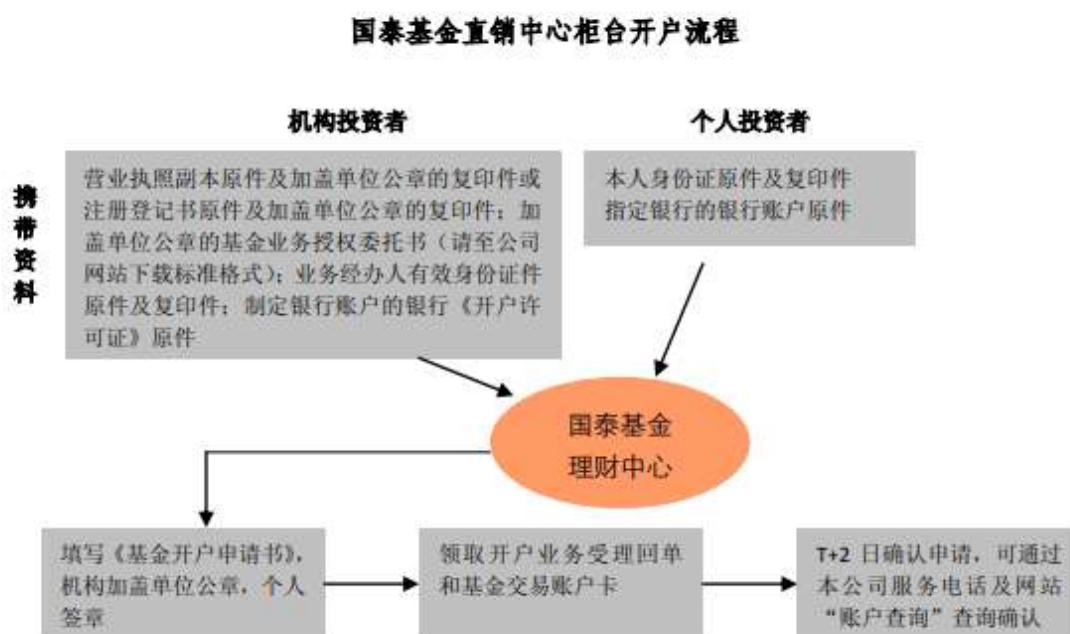 国泰基金直销中心柜台开户流程
机构投资者
个人投资者
携带资料
营业执照副本原件及加盖单位公章的复印件或
注册登记书原件及加盖单位公章的复印件；加
盖单位公章的基金业务授权委托书（请至公司
网站下载标准格式）；业务经办人有效身份证件
原件及复印件；制定银行账户的银行《开户许
可证》原件
本人身份证原件及复印件
指定银行的银行账户原件
国泰基金
理财中心
填写《基金开户申请书》，
机构加盖单位公章，个人
签章
领取开户业务受理回单
和基金交易账户卡
T+2 日确认申请，可通过
本公司服务电话及网站
“账户查询”查询确认